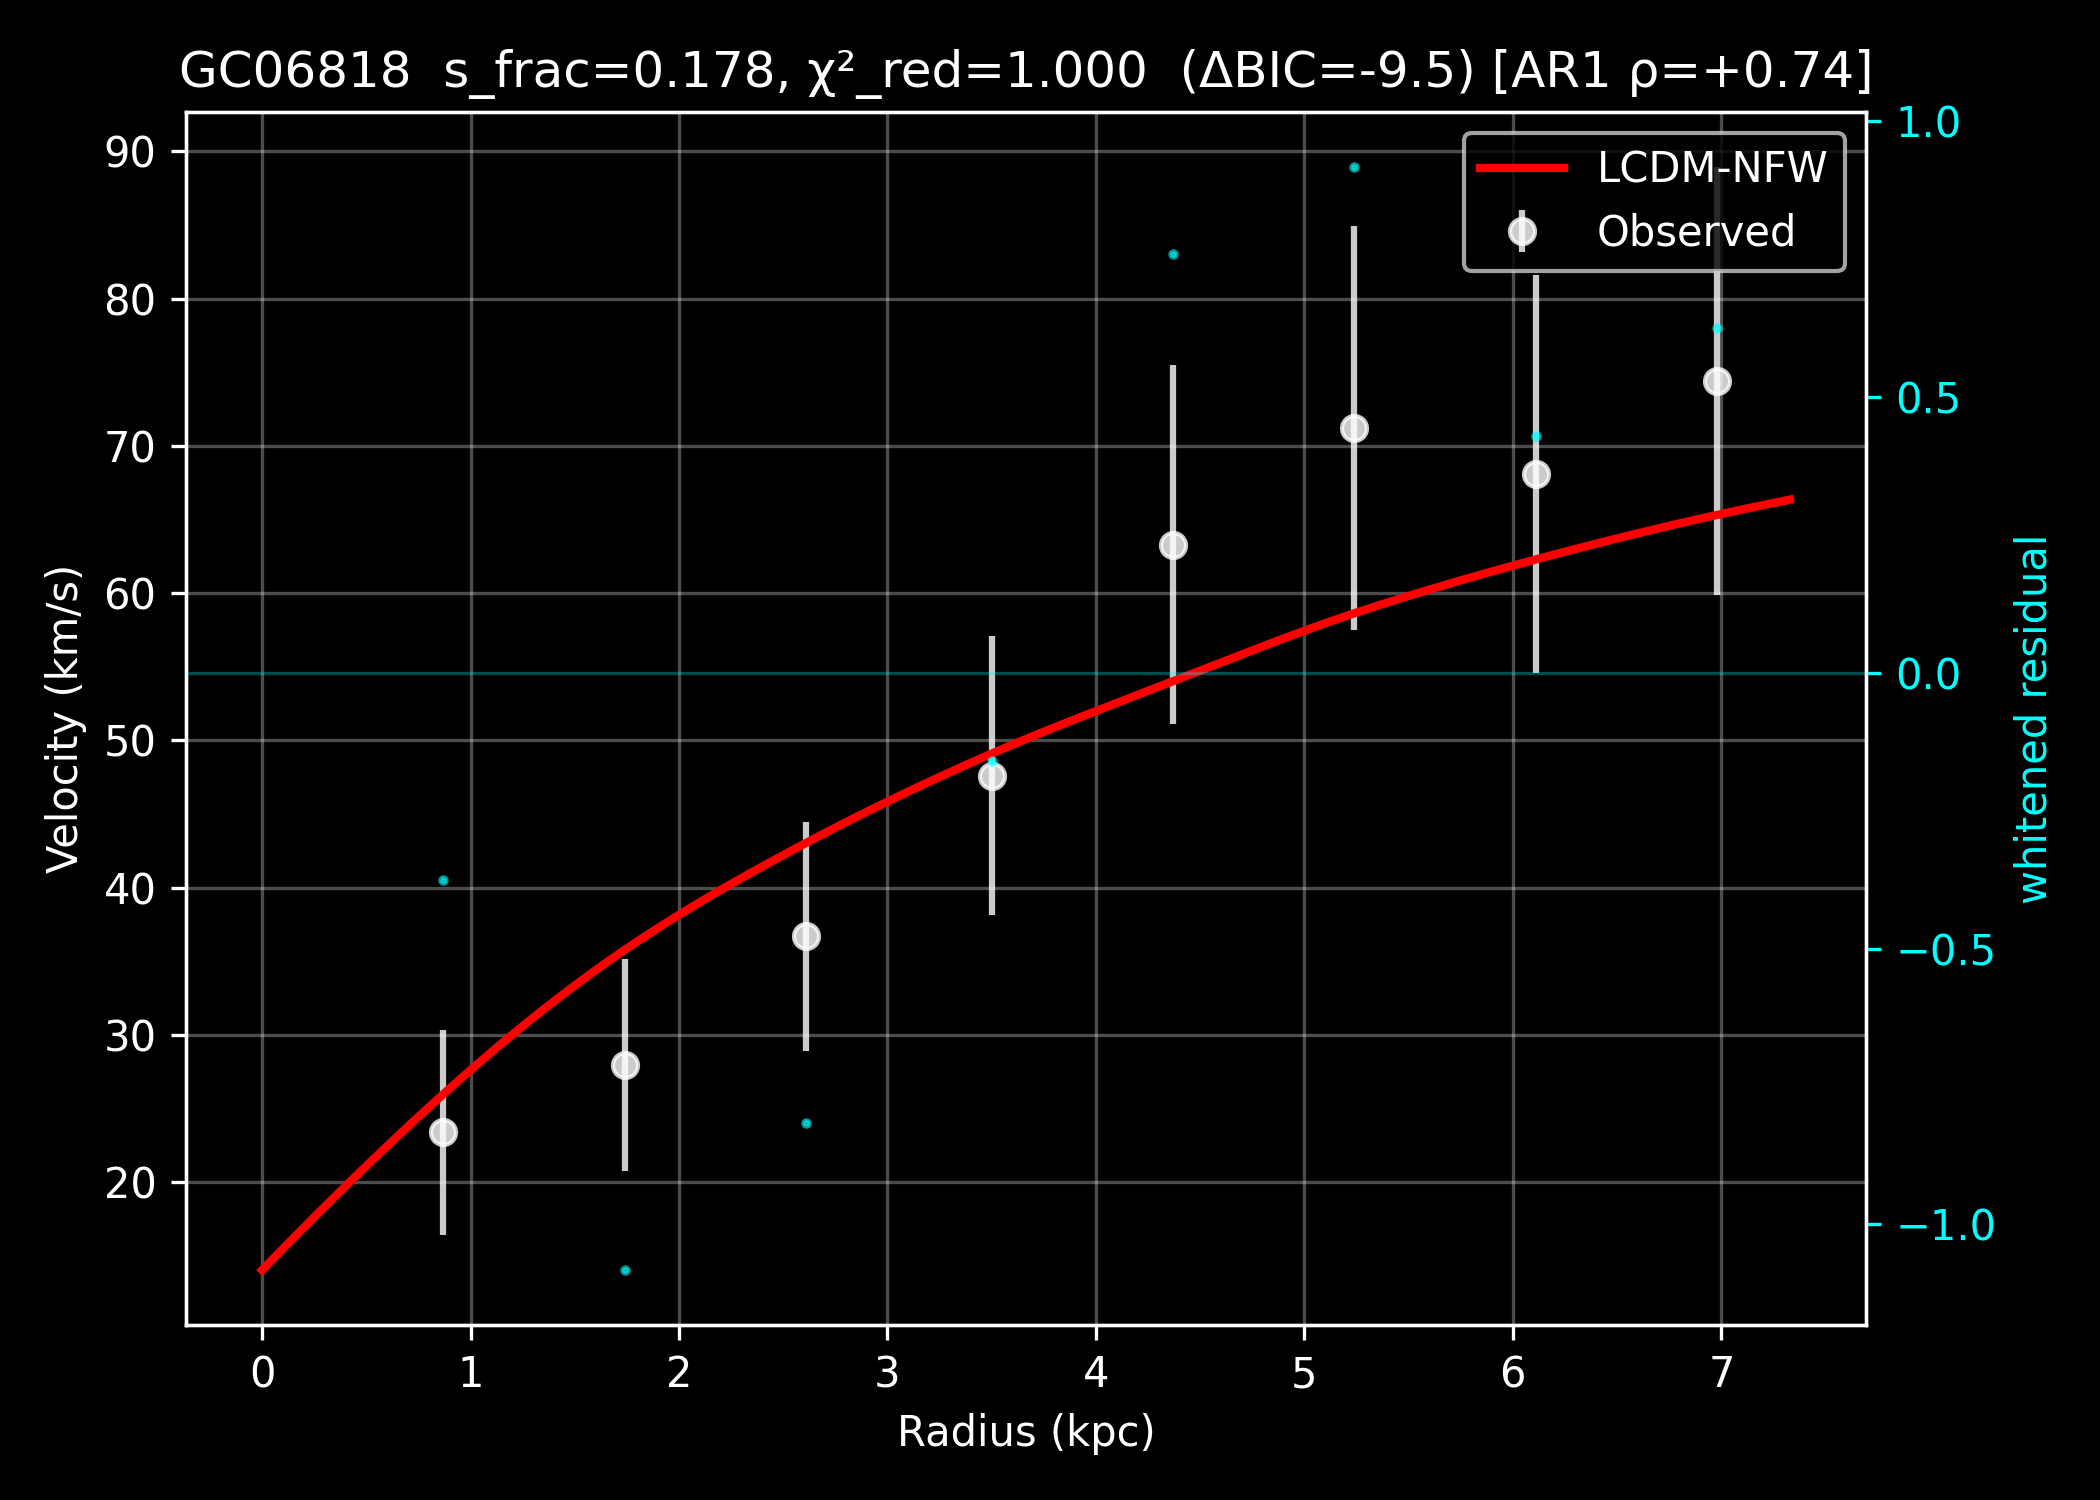 GC06818 s_frac=0.178, χ²_red=1.000 (ΔBIC=-9.5) [AR1 ρ=+0.74]
LCDM-NFW
Observed
90
80
70
60
50
40
30
20
Velocity (km/s)
1.0
0.5
0.0
−0.5
−1.0
whitened residual
0 1 2 3 4 5 6 7
Radius (kpc)